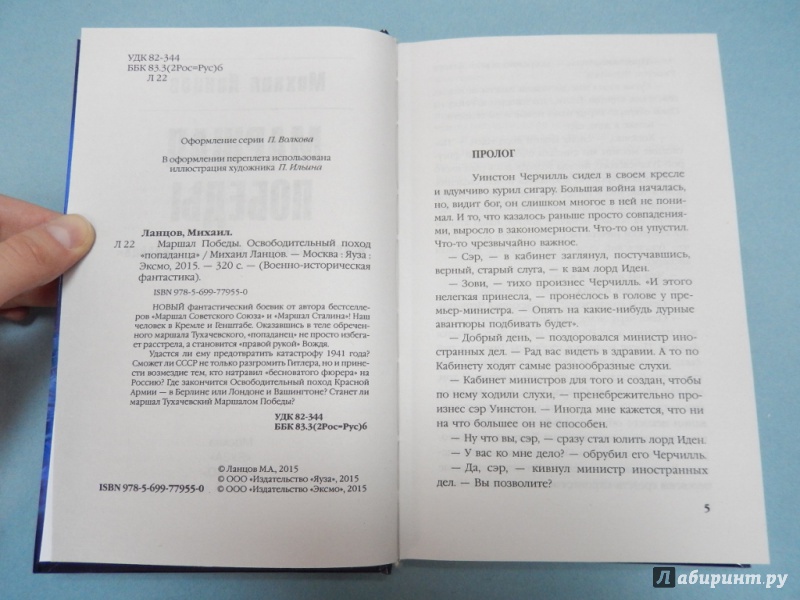 УДК 82-344
ББК 83.3(2Рос=Рус)6
Л 22
Оформление серии П. Волкова
В оформлении переплета использована
иллюстрация художника П. Ильина
Ланцов, Михаил.
Л 22 Маршал Победы. Освободительный поход
«попаданца» / Михаил Ланцов. — Москва : Яуза :
Эксмо, 2015. — 320 с. — (Военно-историческая
фантастика).
ISBN 978-5-699-77955-0
НОВЫЙ фантастический боевик от автора бестселле-
ров «Маршал Советского Союза» и «Маршал Сталина»! Наш
человек в Кремле и Генштабе. Оказавшись в теле обреченн-
ого маршала Тухачевского, «попаданец» не просто избега-
ет расстрела, а становится «правой рукой» Вождя.
Удастся ли ему предотвратить катастрофу 1941 года?
Сможет ли СССР не только разгромить Гитлера, но и прине-
сти возмездие тем, кто натравил «бесноватого фюрера» на
Россию? Где закончится Освободительный поход Красной
Армии — в Берлине или Лондоне и Вашингтоне? Станет ли
маршал Тухачевский Маршалом Победы?
УДК 82-344
ББК 83.3(2Рос=Рус)6
© Ланцов М.А., 2015
© ООО «Издательство «Яуза», 2015
ISBN 978-5-699-77955-0 © ООО «Издательство «Эксмо», 2015
ПРОЛОГ
Уинстон Черчилль сидел в своем кресле
и вдумчиво курил сигару. Большая война началась,
но, видит бог, он слишком многое в ней не пони-
мал. И то, что казалось раньше просто совпадениями,
выросло в закономерности. Что-то он упустил.
Что-то чрезвычайно важное.
— Сэр, — в кабинет заглянул, постучавшись,
верный, старый слуга, — к вам лорд Иден.
— Зови, — тихо произнес Черчилль. «И этого
нелегкая принесла, — пронеслось в голове у пре-
мьер-министра. — Опять на какие-нибудь дурные
авантюры подбивать будет».
— Добрый день, — поздоровался министр ино-
странных дел. — Рад вас видеть в здравии. А то по
Кабинету ходят самые разнообразные слухи.
— Кабинет министров для того и создан, чтобы
по нему ходили слухи, — пренебрежительно про-
изнес сэр Уинстон. — Иногда мне кажется, что ни
на что большее он не способен.
— Ну что вы, сэр, — сразу стал юлить лорд Иден.
— У вас ко мне дело? — обрубил его Черчилль.
— Да, сэр, — кивнул министр иностранных
дел. — Вы позволите?
5
Лабиринт.ру